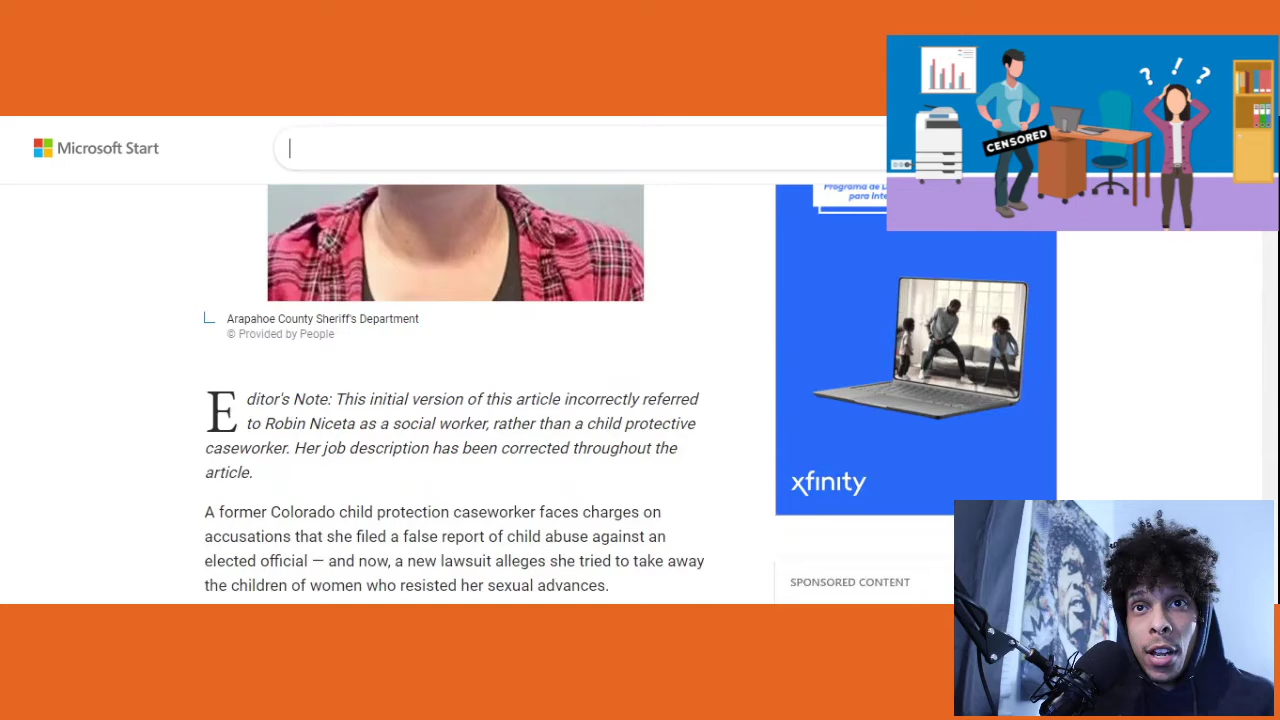 Microsoft Start
? ! ?
CENSORED
para Inte
Arapahoe County Sheriff's Department
© Provided by People
Editor's Note: This initial version of this article incorrectly referred
to Robin Niceta as a social worker, rather than a child protective
caseworker. Her job description has been corrected throughout the
article.
A former Colorado child protection caseworker faces charges on
accusations that she filed a false report of child abuse against an
elected official — and now, a new lawsuit alleges she tried to take away
the children of women who resisted her sexual advances.
xfinity
SPONSORED CONTENT